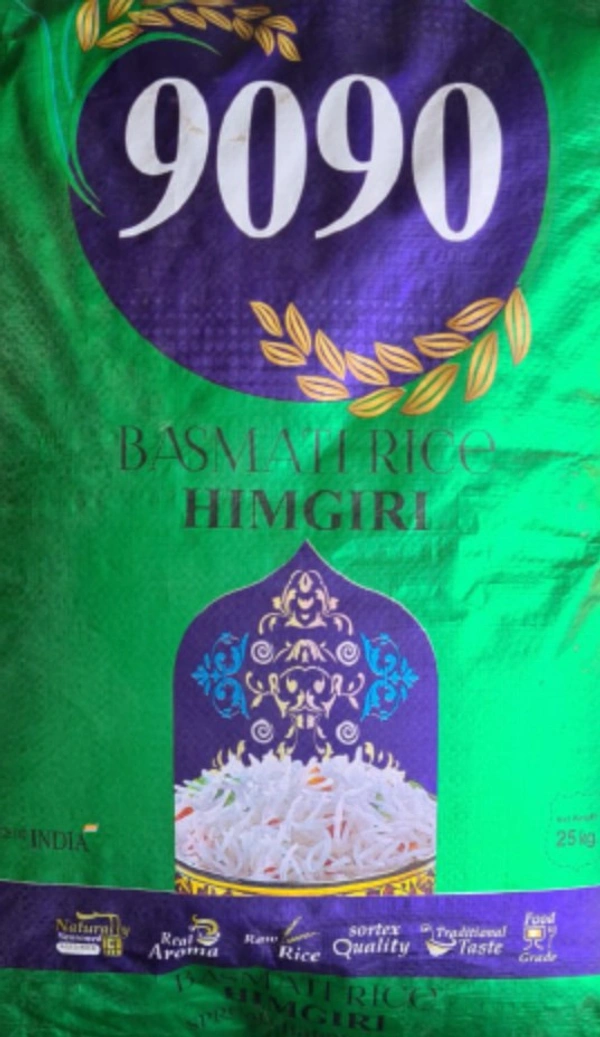 9090
BASMATI RICE
HIMGIRI
INDIA
25 kg
Naturally
Seasoned
Real
Aroma
Raw
Rice
sortex
Quality
Traditional
Taste
Food
Grade
BASMATI RICE
HIMGIRI